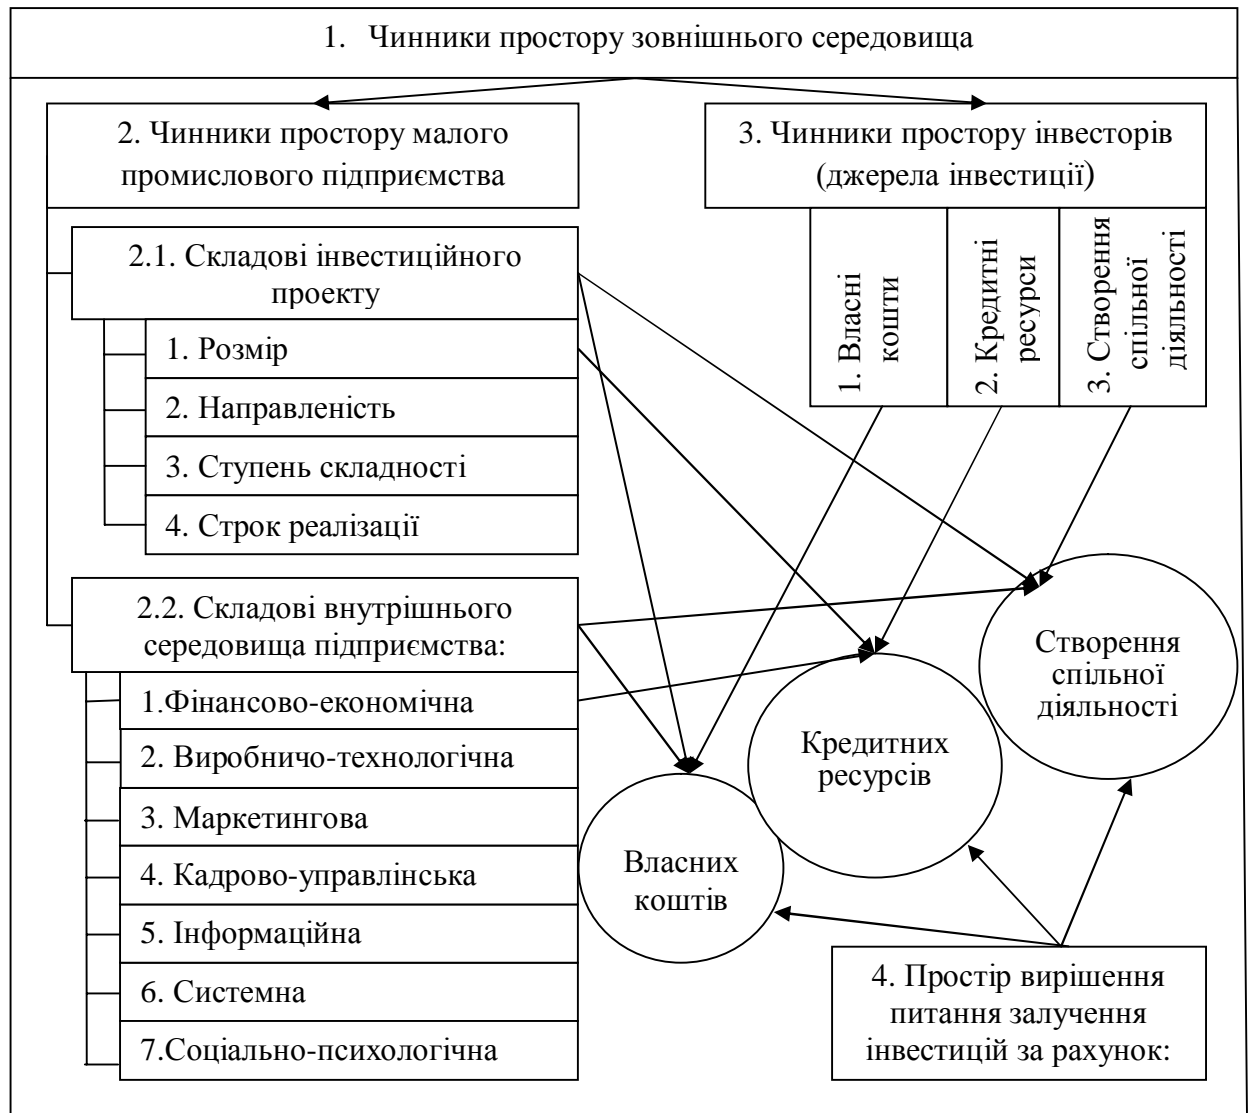 1. Чинники простору зовнішнього середовища
2. Чинники простору малого
промислового підприємства
3. Чинники простору інвесторів
(джерела інвестиції)
2.1. Складові інвестиційного
проекту
1. Розмір
2. Направленість
3. Ступень складності
4. Строк реалізації
1. Власні
кошти
2. Кредитні
ресурси
3. Створення
спільної
діяльності
2.2. Складові внутрішнього
середовища підприємства:
1.Фінансово-економічна
2. Виробничо-технологічна
3. Маркетингова
4. Кадрово-управлінська
5. Інформаційна
6. Системна
7.Соціально-психологічна
Створення
спільної
діяльності
Кредитних
ресурсів
Власних
коштів
4. Простір вирішення
питання залучення
інвестицій за рахунок: